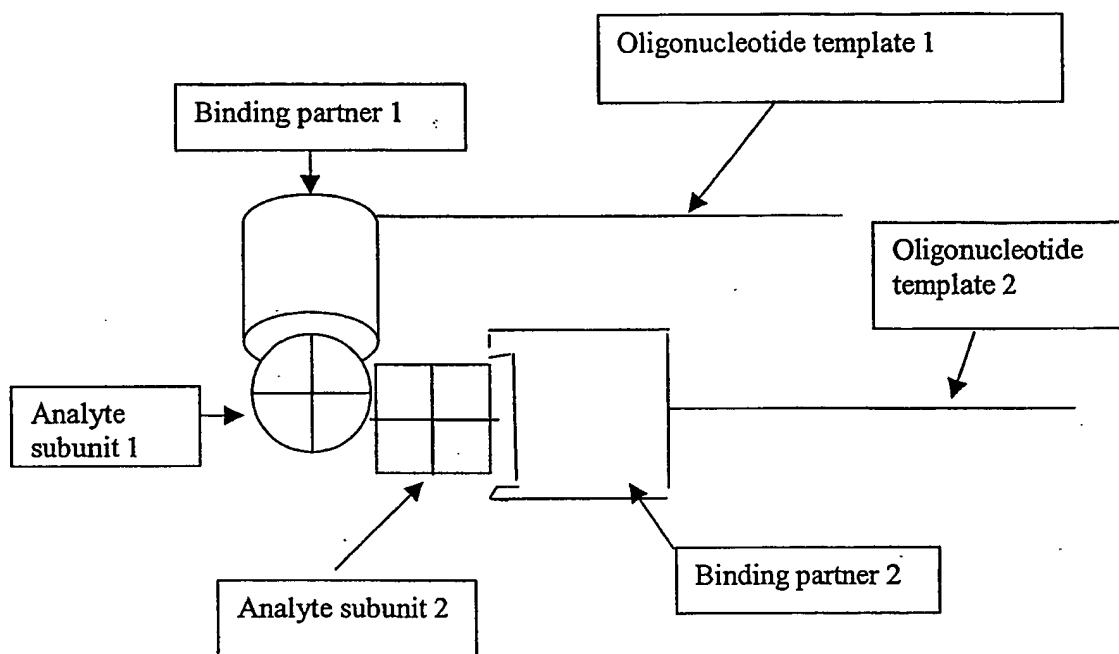 Oligonucleotide template 1
Binding partner 1
Oligonucleotide
template 2
Analyte
subunit 1
Binding partner 2
Analyte subunit 2